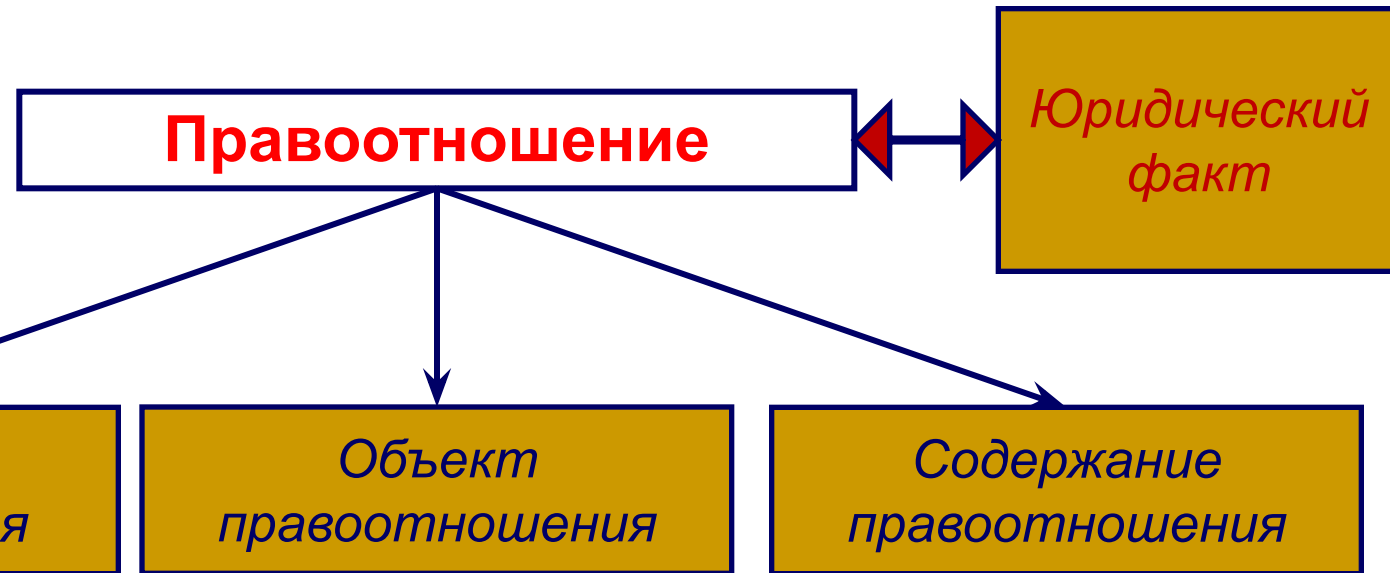 Правоотношение
Юридический
факт
Объект
правоотношения
Содержание
правоотношения